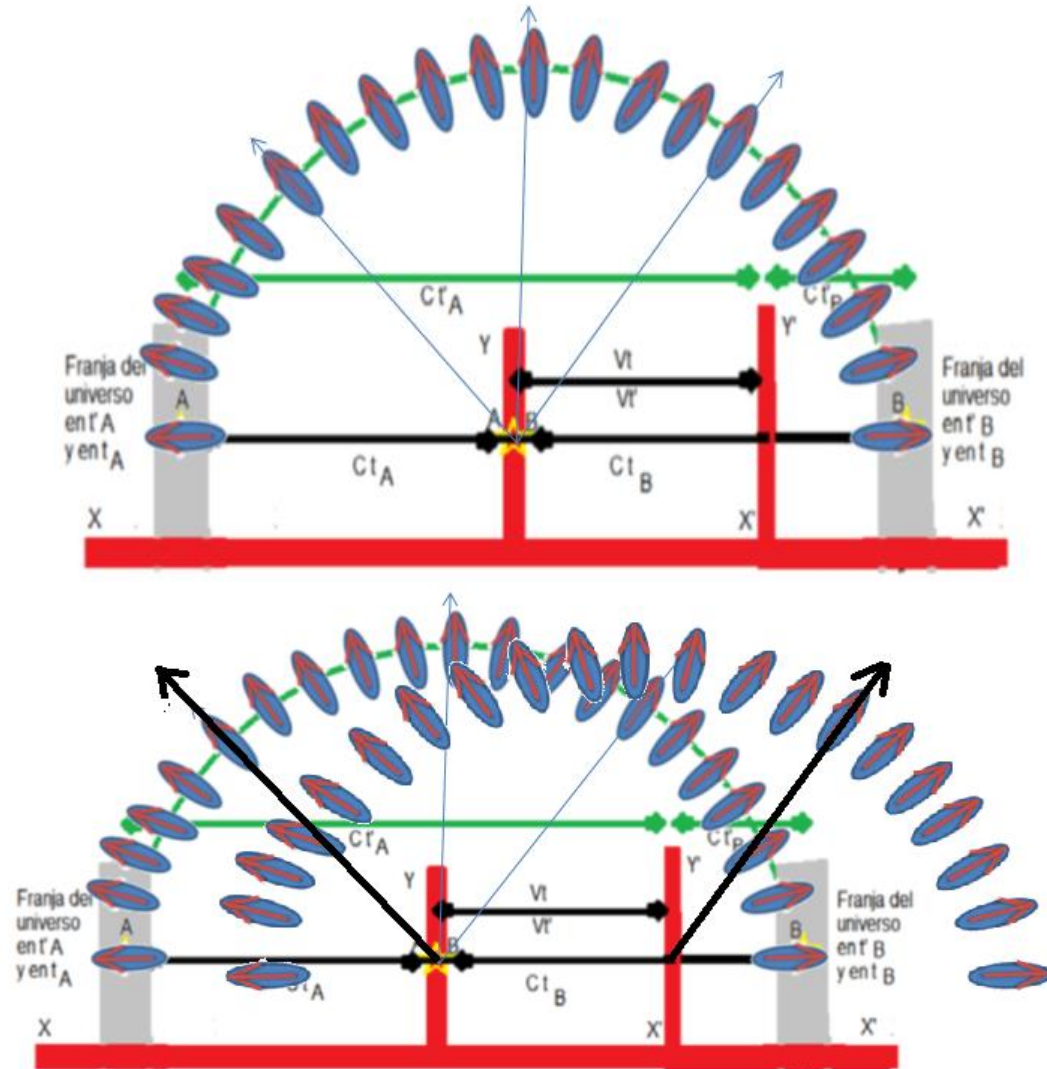 Ct'A
Ct'B
Y
Y'
Vt
Vt'
Franja del
universo
en t'A
y en tA
A
A
B
B
Franja del
universo
en t'B
y en tB
CtA
CtB
X
X'
X'
Ct'A
Ct'B
Y
Y'
Vt
Vt'
Franja del
universo
en t'A
y en tA
A
B
B
Franja del
universo
en t'B
y en tB
CtA
CtB
X
X'
X'